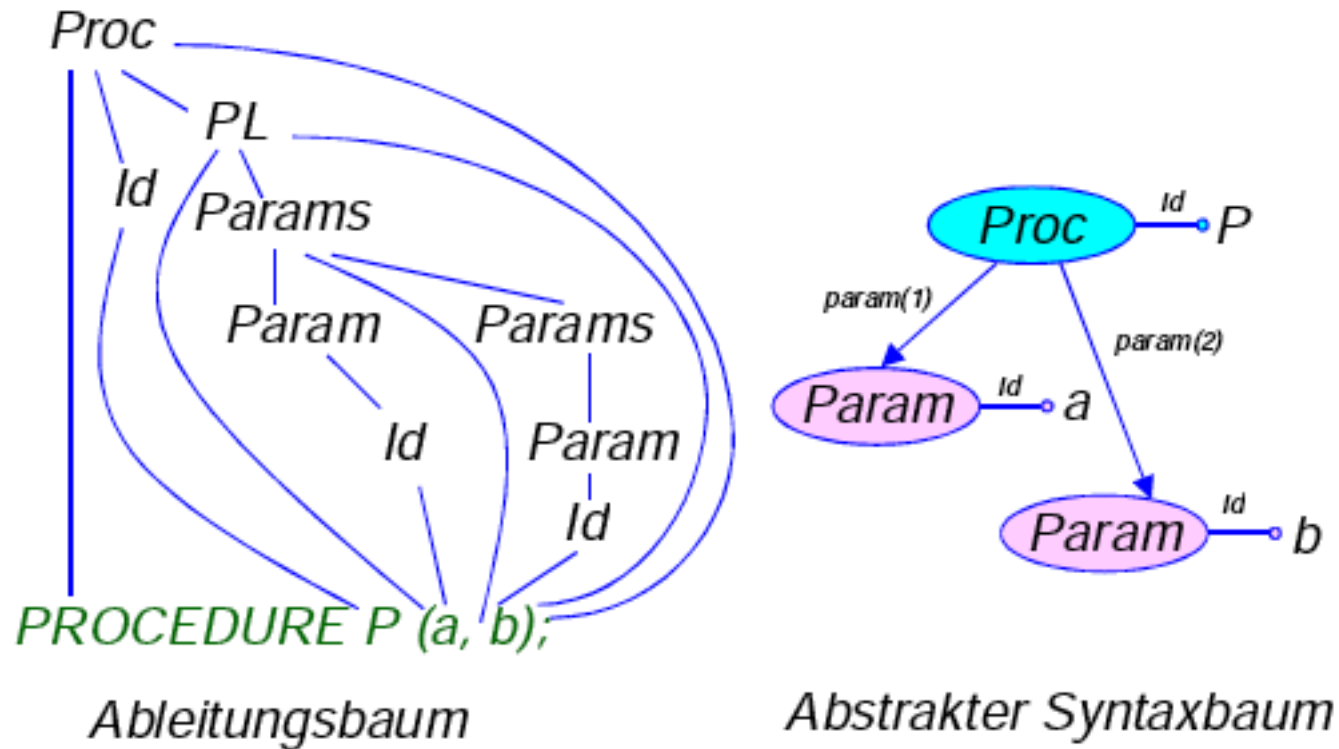 Proc
PL
Id
Params
Param
Params
Id
Param
Id
PROCEDURE P (a, b);
Ableitungsbaum
Id
Proc
P
param(1)
param(2)
Id
Param
a
Id
Param
b
Abstrakter Syntaxbaum